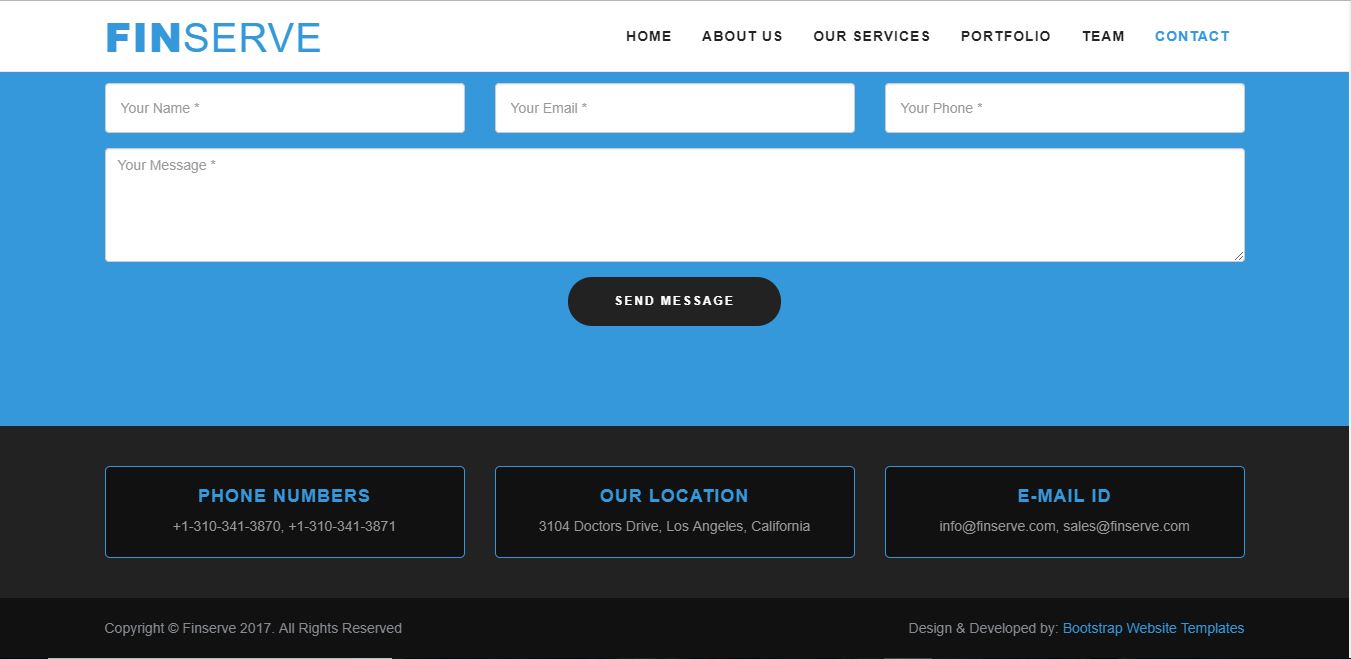 FINSERVE
HOME ABOUT US OUR SERVICES PORTFOLIO TEAM CONTACT
Your Name * Your Email * Your Phone *
Your Message *
SEND MESSAGE
PHONE NUMBERS
+1-310-341-3870, +1-310-341-3871
OUR LOCATION
3104 Doctors Drive, Los Angeles, California
E-MAIL ID
info@finserve.com, sales@finserve.com
Copyright © Finserve 2017. All Rights Reserved
Design & Developed by: Bootstrap Website Templates